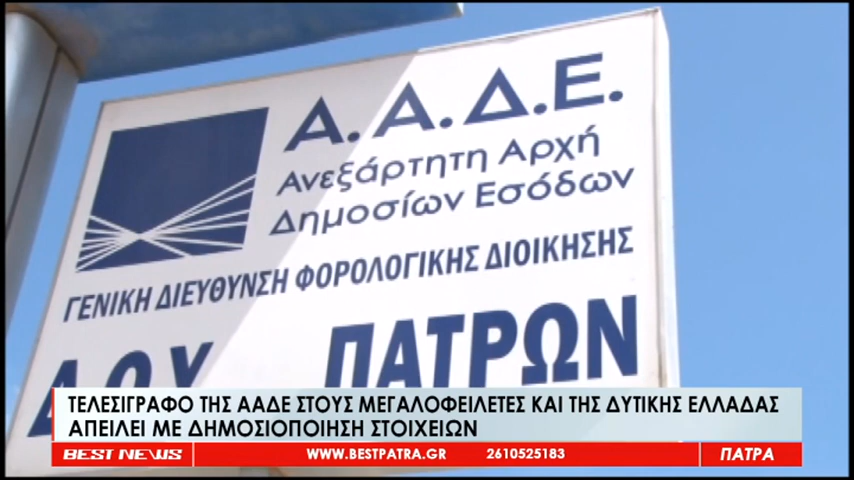 Α.Α.Δ.Ε.
Ανεξάρτητη Αρχή
Δημοσίων Εσόδων
ΓΕΝΙΚΗ ΔΙΕΥΘΥΝΣΗ ΦΟΡΟΛΟΓΙΚΗΣ ΔΙΟΙΚΗΣΗΣ
Δ.Ο.Υ. ΠΑΤΡΩΝ
ΤΕΛΕΣΙΓΡΑΦΟ ΤΗΣ ΑΑΔΕ ΣΤΟΥΣ ΜΕΓΑΛΟΦΕΙΛΕΤΕΣ ΚΑΙ ΤΗΣ ΔΥΤΙΚΗΣ ΕΛΛΑΔΑΣ
ΑΠΕΙΛΕΙ ΜΕ ΔΗΜΟΣΙΟΠΟΙΗΣΗ ΣΤΟΙΧΕΙΩΝ
BEST NEWS WWW.BESTPATRA.GR 2610525183 ΠΑΤΡΑ